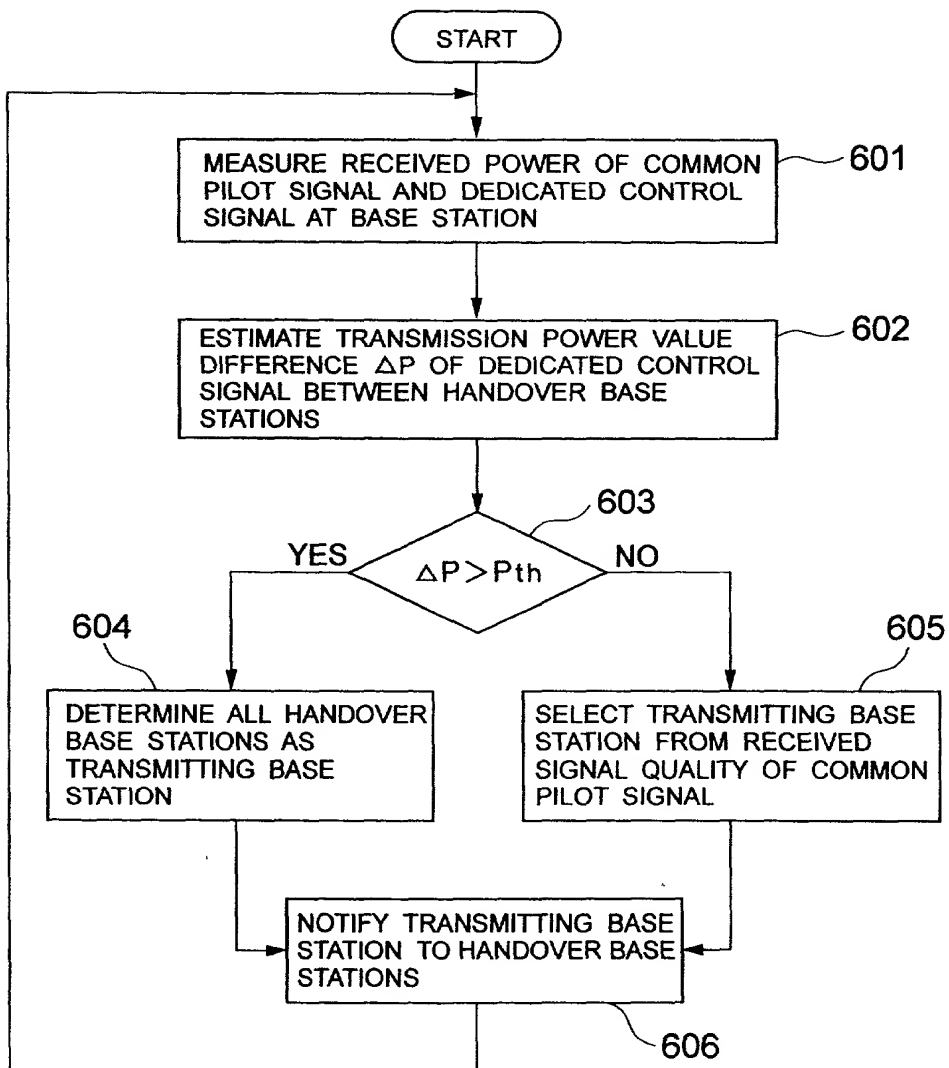 START
MEASURE RECEIVED POWER OF COMMON
PILOT SIGNAL AND DEDICATED CONTROL
SIGNAL AT BASE STATION
601
ESTIMATE TRANSMISSION POWER VALUE
DIFFERENCE △P OF DEDICATED CONTROL
SIGNAL BETWEEN HANDOVER BASE
STATIONS
602
603
YES
△P>Pth
NO
604
DETERMINE ALL HANDOVER
BASE STATIONS AS
TRANSMITTING BASE
STATION
605
SELECT TRANSMITTING BASE
STATION FROM RECEIVED
SIGNAL QUALITY OF COMMON
PILOT SIGNAL
NOTIFY TRANSMITTING BASE
STATION TO HANDOVER BASE
STATIONS
606